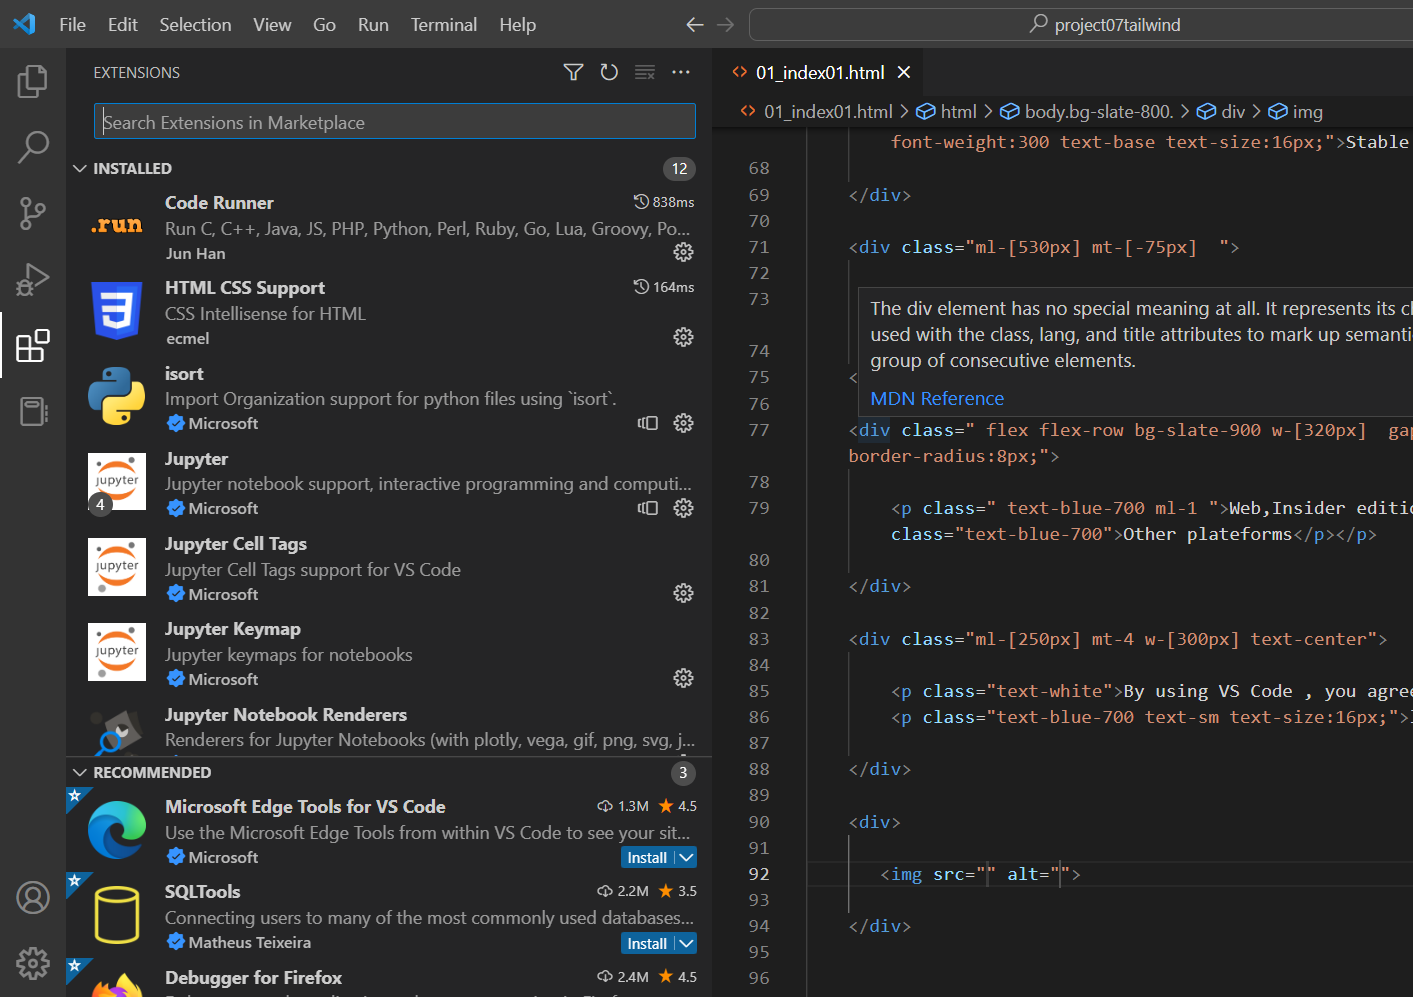 File Edit Selection View Go Run Terminal Help
project07tailwind
EXTENSIONS
Search Extensions in Marketplace
INSTALLED 12
.run
Code Runner 838ms
Run C, C++, Java, JS, PHP, Python, Perl, Ruby, Go, Lua, Groovy, Po...
Jun Han
HTML CSS Support 164ms
CSS Intellisense for HTML
ecmel
isort
Import Organization support for python files using `isort`.
Microsoft
jupyter
4
Jupyter
Jupyter notebook support, interactive programming and computi...
Microsoft
jupyter
Jupyter Cell Tags
Jupyter Cell Tags support for VS Code
Microsoft
jupyter
Jupyter Keymap
Jupyter keymaps for notebooks
Microsoft
Jupyter Notebook Renderers
Renderers for Jupyter Notebooks (with plotly, vega, gif, png, svg, j...
RECOMMENDED 3
Microsoft Edge Tools for VS Code 1.3M 4.5
Use the Microsoft Edge Tools from within VS Code to see your sit...
Microsoft Install
SQLTools 2.2M 3.5
Connecting users to many of the most commonly used databases...
Matheus Teixeira Install
Debugger for Firefox 2.4M 4.5
01_index01.html
01_index01.html > html > body.bg-slate-800. > div > img
font-weight:300 text-base text-size:16px;">Stable
68
69 </div>
70
71 <div class="ml-[530px] mt-[-75px]  ">
72
73
The div element has no special meaning at all. It represents its
used with the class, lang, and title attributes to mark up
group of consecutive elements.
MDN Reference
74
75 <
76
77 <div class=" flex flex-row bg-slate-900 w-[320px]  gap
border-radius:8px;">
78
79 <p class=" text-blue-700 ml-1 ">Web,Insider
class="text-blue-700">Other plateforms</p></p>
80
81 </div>
82
83 <div class="ml-[250px] mt-4 w-[300px] text-center">
84
85 <p class="text-white">By using VS Code , you
86 <p class="text-blue-700 text-sm text-size:16px;">
87
88 </div>
89
90 <div>
91
92 <img src="" alt="">
93
94 </div>
95
96